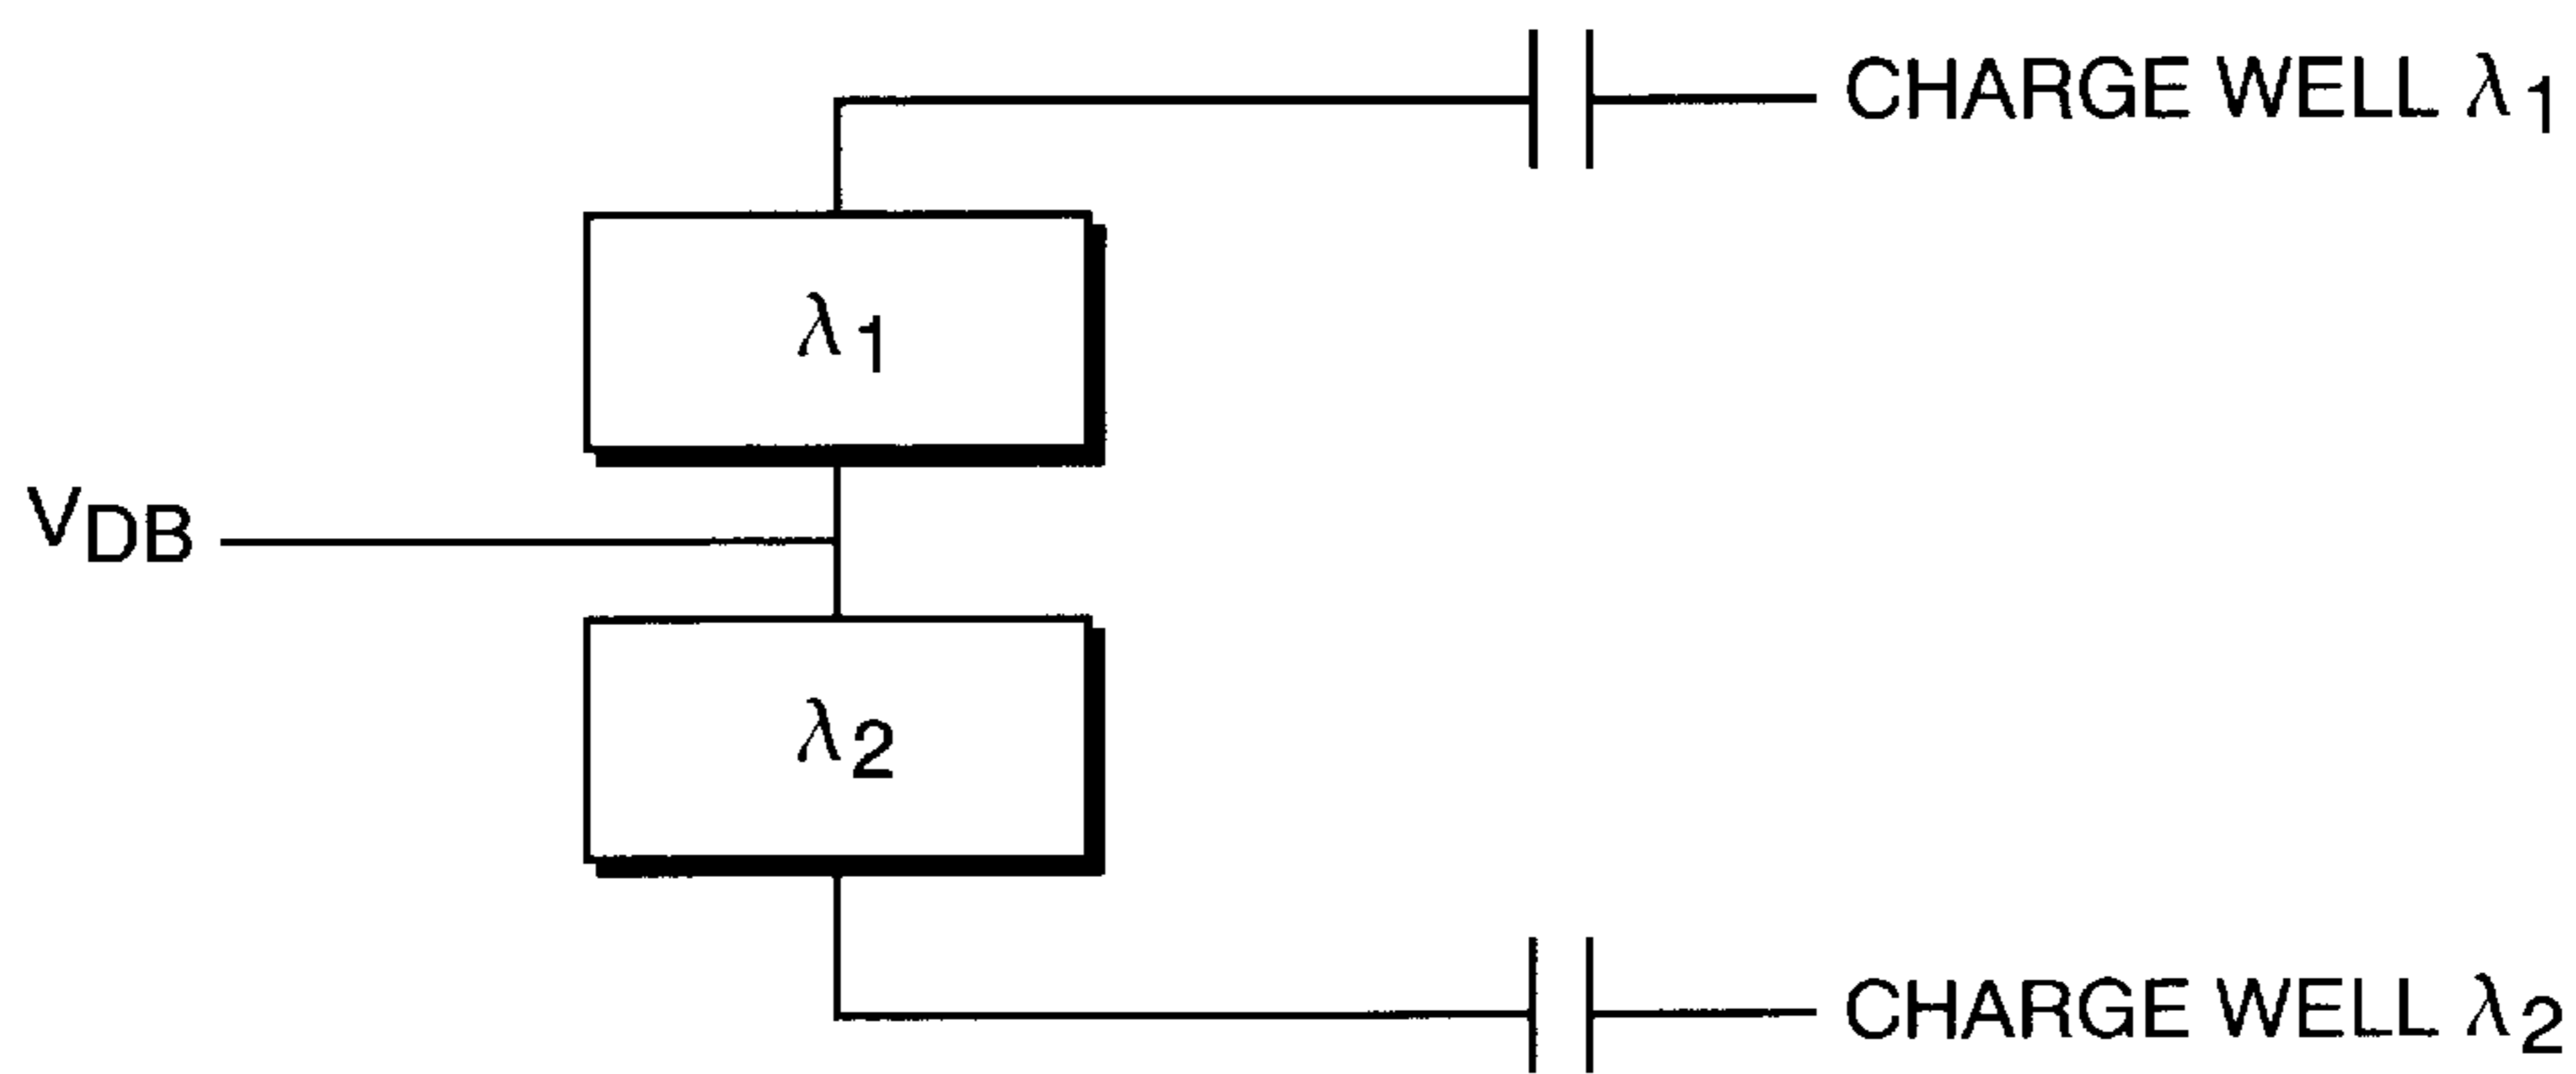 CHARGE WELL λ1
λ1
VDB
λ2
CHARGE WELL λ2